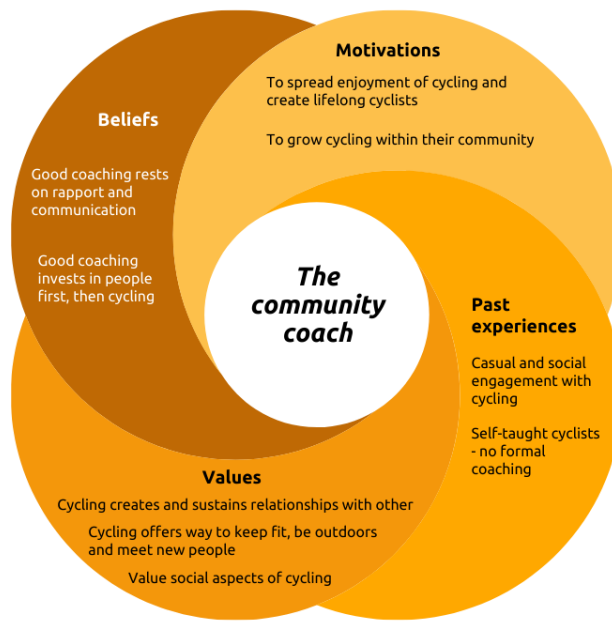 Motivations
To spread enjoyment of cycling and
create lifelong cyclists
To grow cycling within their community
Beliefs
Good coaching rests
on rapport and
communication
Good coaching
invests in people
first, then cycling
The
community
coach
Past
experiences
Casual and social
engagement with
cycling
Self-taught cyclists
- no formal
coaching
Values
Cycling creates and sustains relationships with other
Cycling offers way to keep fit, be outdoors
and meet new people
Value social aspects of cycling